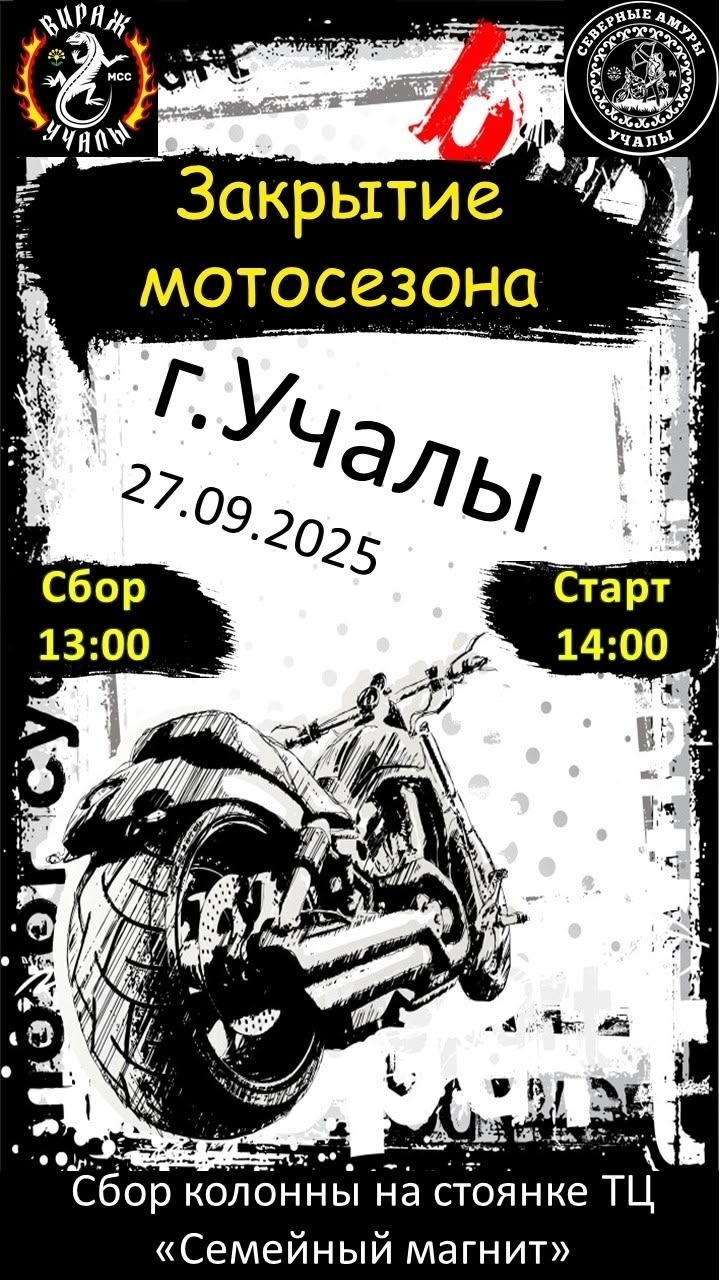 ВИРАЖ
МСС
УЧАЛЫ
СЕВЕРНЫЕ АМУРЫ
РК
УЧАЛЫ
Закрытие
мотосезона
г.Учалы
27.09.2025
Сбор
13:00
Старт
14:00
Сбор колонны на стоянке ТЦ
«Семейный магнит»